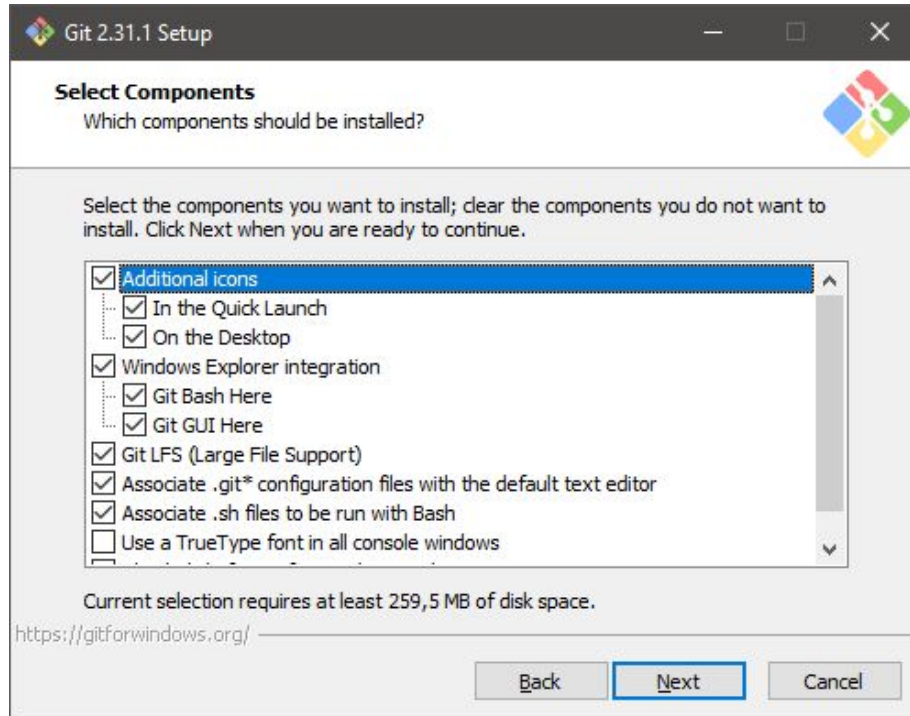 Git 2.31.1 Setup
Select Components
Which components should be installed?
Select the components you want to install; clear the components you do not want to
install. Click Next when you are ready to continue.
Additional icons
In the Quick Launch
On the Desktop
Windows Explorer integration
Git Bash Here
Git GUI Here
Git LFS (Large File Support)
Associate .git* configuration files with the default text editor
Associate .sh files to be run with Bash
Use a TrueType font in all console windows
Current selection requires at least 259,5 MB of disk space.
https://gitforwindows.org/
Back
Next
Cancel